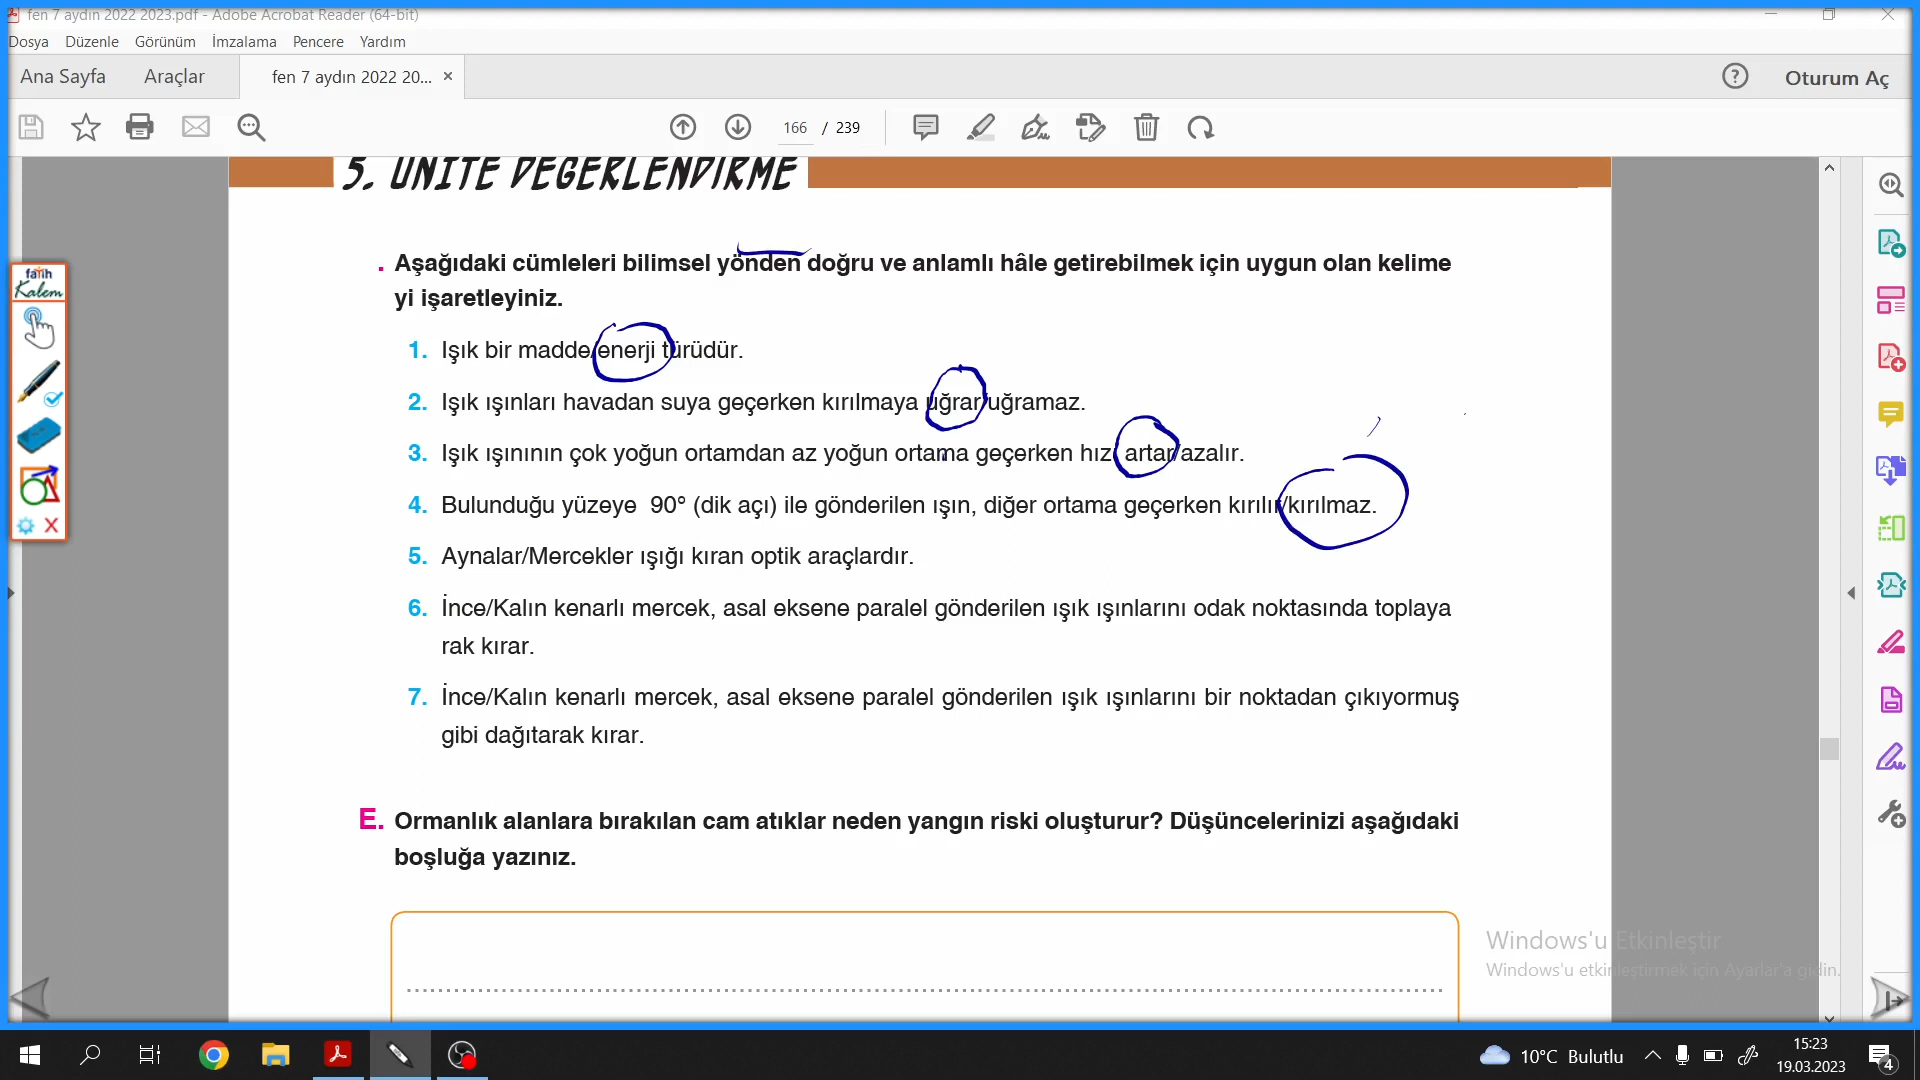 fen 7 aydın 2022 2023.pdf - Adobe Acrobat Reader (64-bit)
Dosya Düzenle Görünüm İmzalama Pencere Yardım
Ana Sayfa Araçlar fen 7 aydın 2022 20... × Oturum Aç
166 / 239
5. ÜNİTE DEĞERLENDİRME
fatih
Kalem
. Aşağıdaki cümleleri bilimsel yönden doğru ve anlamlı hâle getirebilmek için uygun olan kelime
yi işaretleyiniz.
1. Işık bir madde/enerji türüdür.
2. Işık ışınları havadan suya geçerken kırılmaya uğrar/uğramaz.
3. Işık ışınının çok yoğun ortamdan az yoğun ortama geçerken hızı artar/azalır.
4. Bulunduğu yüzeye 90° (dik açı) ile gönderilen ışın, diğer ortama geçerken kırılır/kırılmaz.
5. Aynalar/Mercekler ışığı kıran optik araçlardır.
6. İnce/Kalın kenarlı mercek, asal eksene paralel gönderilen ışık ışınlarını odak noktasında toplaya
rak kırar.
7. İnce/Kalın kenarlı mercek, asal eksene paralel gönderilen ışık ışınlarını bir noktadan çıkıyormuş
gibi dağıtarak kırar.
E. Ormanlık alanlara bırakılan cam atıklar neden yangın riski oluşturur? Düşüncelerinizi aşağıdaki
boşluğa yazınız.
Windows'u Etkinleştir
Windows'u etkinleştirmek için Ayarlar'a gidin.
10°C Bulutlu
15:23
19.03.2023
4